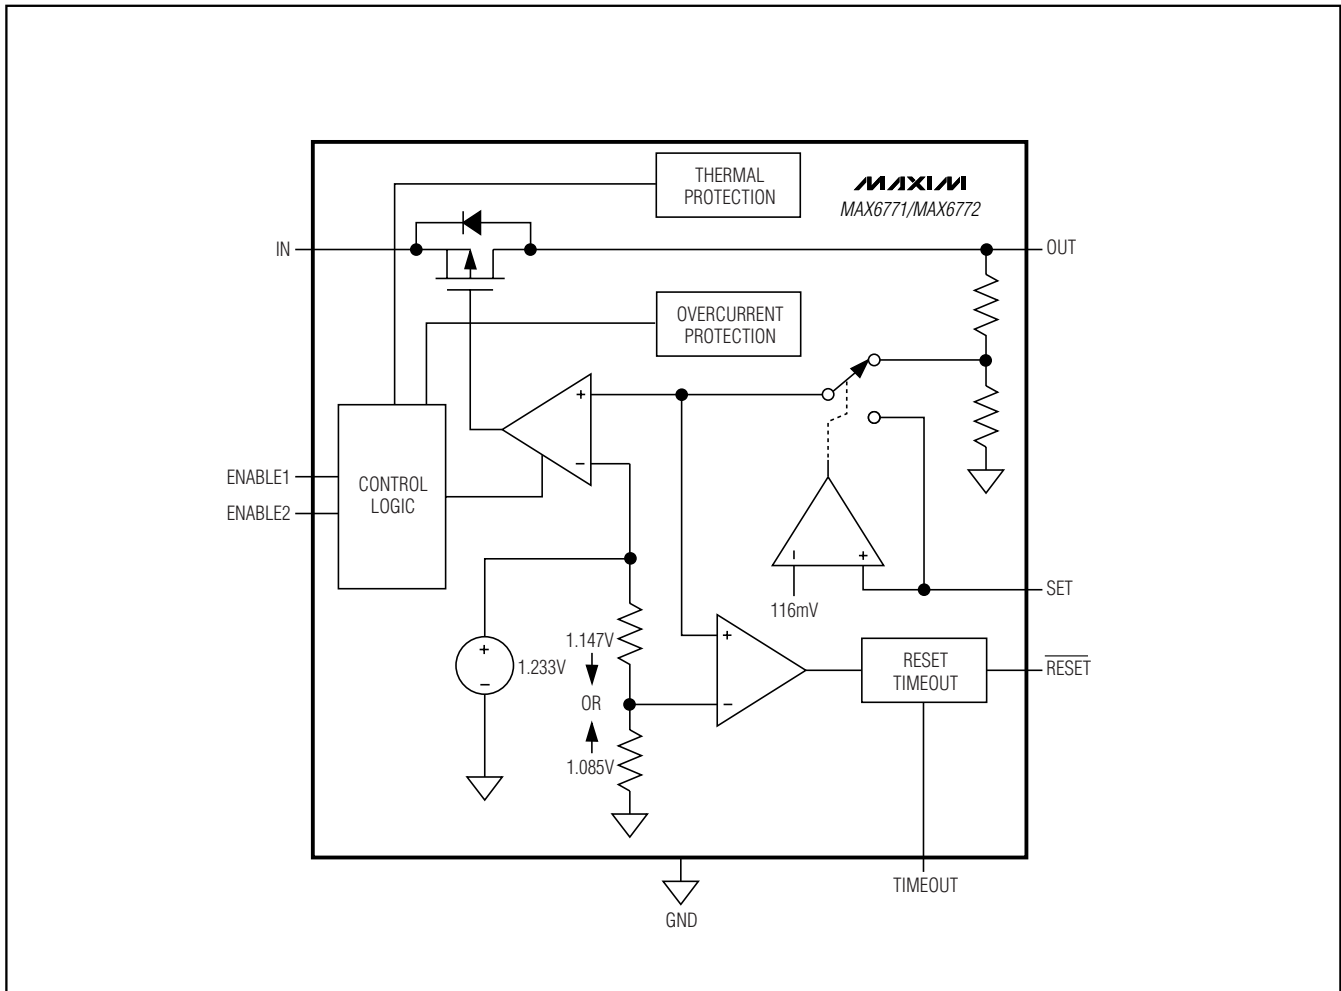 THERMAL
PROTECTION
MAXIM
MAX6771/MAX6772
IN
OUT
OVERCURRENT
PROTECTION
+
−
ENABLE1
ENABLE2
CONTROL
LOGIC
− +
116mV
SET
+
−
1.233V
1.147V
OR
1.085V
+
−
RESET
TIMEOUT
RESET
TIMEOUT
GND